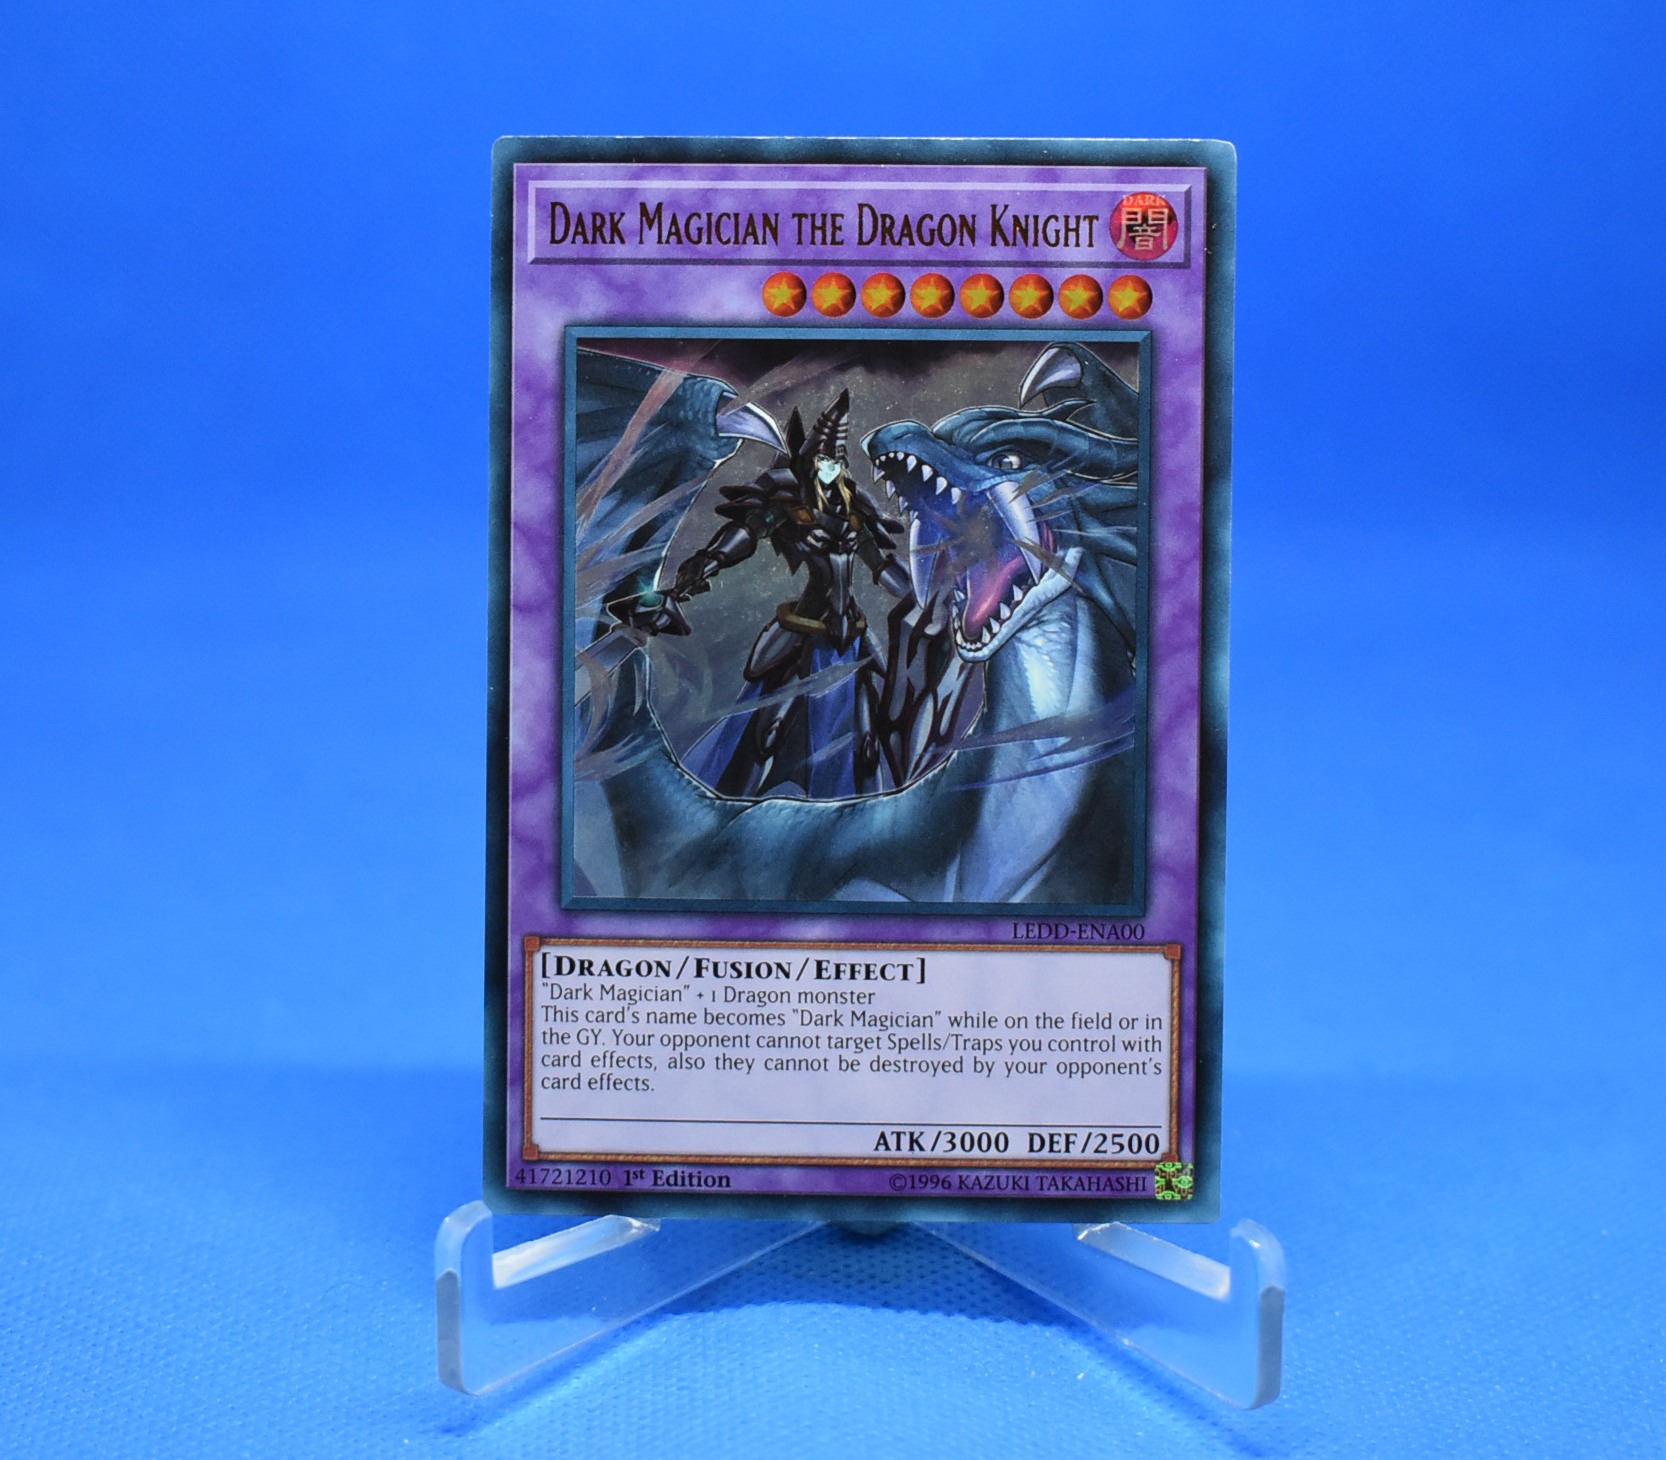 DARK MAGICIAN THE DRAGON KNIGHT
DARK
闇
LEDD-ENA00
[DRAGON/FUSION/EFFECT]
"Dark Magician" + 1 Dragon monster
This card's name becomes "Dark Magician" while on the field or in
the GY. Your opponent cannot target Spells/Traps you control with
card effects, also they cannot be destroyed by your opponent's
card effects.
ATK/3000 DEF/2500
41721210 1st Edition ©1996 KAZUKI TAKAHASHI